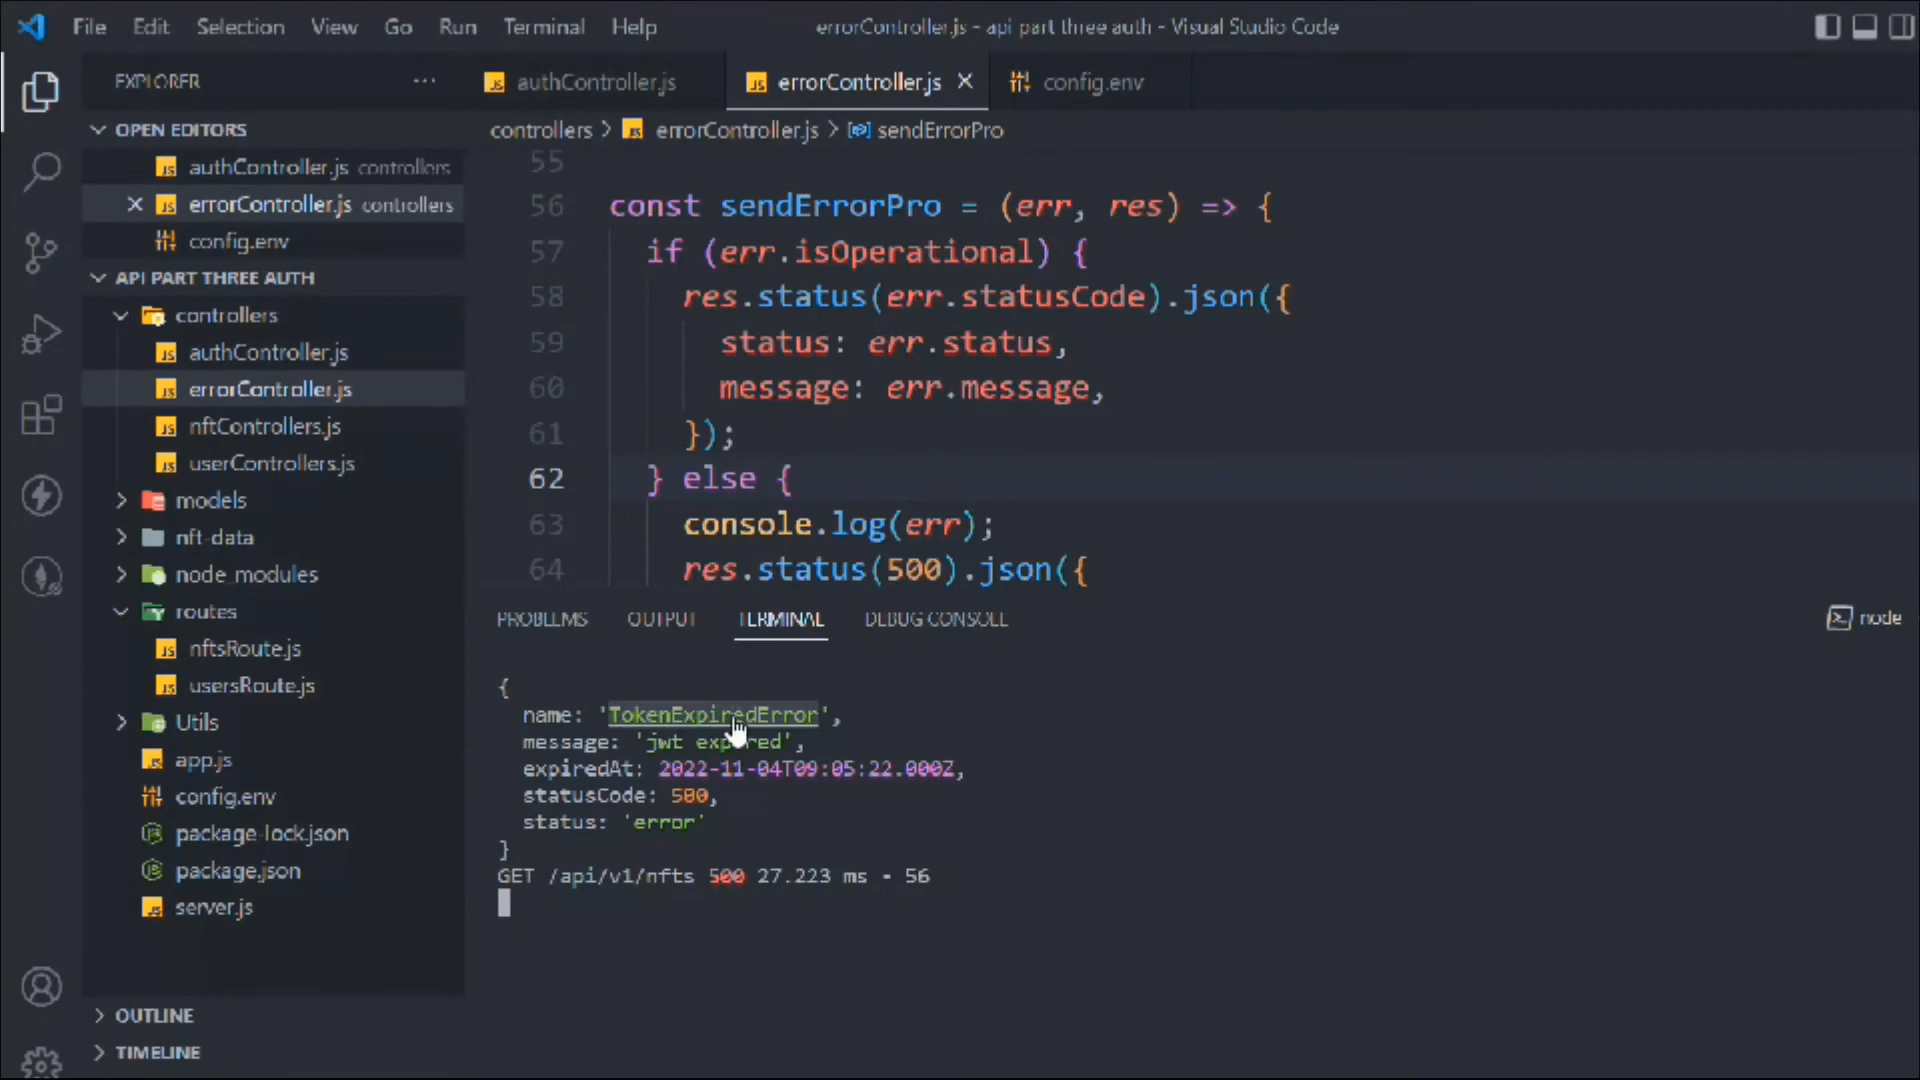 File Edit Selection View Go Run Terminal Help
errorController.js - api part three auth - Visual Studio Code
EXPLORER
OPEN EDITORS
authController.js controllers
errorController.js controllers
config.env
API PART THREE AUTH
controllers
authController.js
errorController.js
nftControllers.js
userControllers.js
models
nft-data
node_modules
routes
nftsRoute.js
usersRoute.js
Utils
app.js
config.env
package-lock.json
package.json
server.js
OUTLINE
TIMELINE
authController.js errorController.js config.env
controllers > errorController.js > sendErrorPro
55
56 const sendErrorPro = (err, res) => {
57 if (err.isOperational) {
58 res.status(err.statusCode).json({
59 status: err.status,
60 message: err.message,
61 });
62 } else {
63 console.log(err);
64 res.status(500).json({
PROBLEMS OUTPUT TERMINAL DEBUG CONSOLE
node
{
name: 'TokenExpiredError',
message: 'jwt expired',
expiredAt: 2022-11-04T09:05:22.000Z,
statusCode: 500,
status: 'error'
}
GET /api/v1/nfts 500 27.223 ms - 56